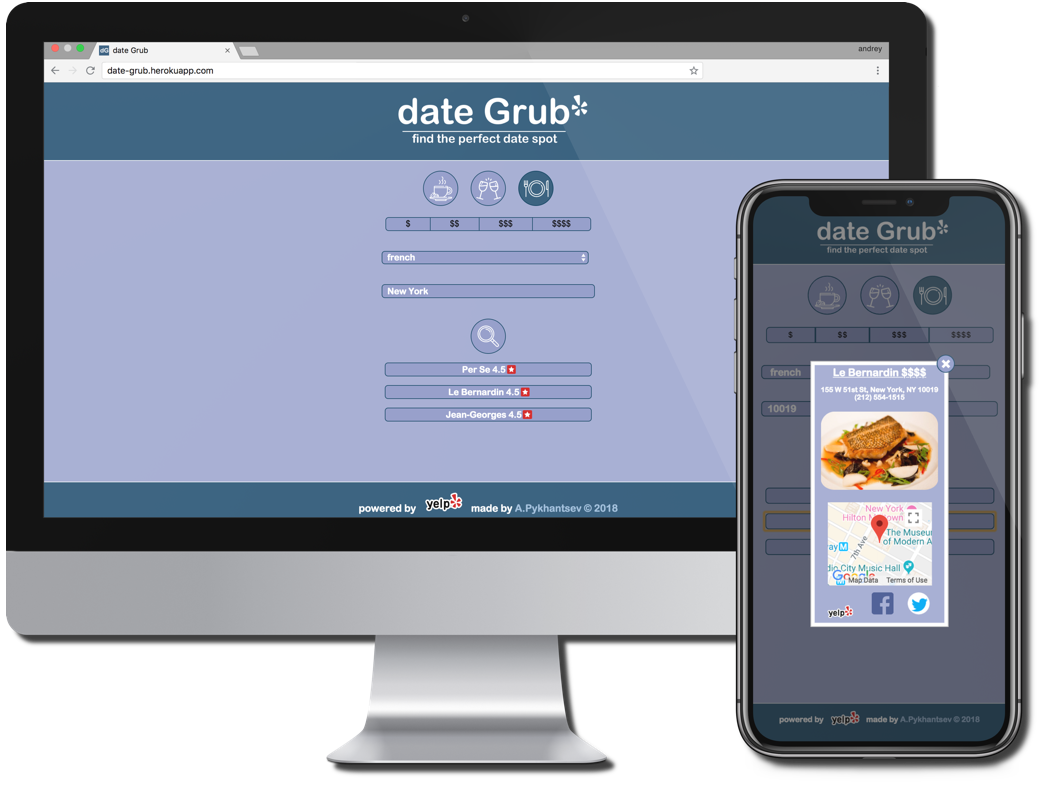 date Grub
andrey
date-grub.herokuapp.com
date Grub
find the perfect date spot
$ $$ $$$ $$$$
french
New York
Per Se 4.5
Le Bernardin 4.5
Jean-Georges 4.5
powered by yelp made by A.Pykhantsev © 2018
date Grub
find the perfect date spot
$ $$ $$$ $$$$
french
10019
Le Bernardin $$$$
155 W 51st St, New York, NY 10019
(212) 554-1515
New York
Hilton
7th Ave
The Museu
of Modern A
City Music Hall
Google
Map Data Terms of Use
yelp
powered by yelp made by A.Pykhantsev © 2018